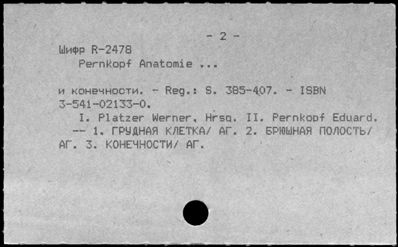 - 2 -
Шифр R-2478
Pernkopf Anatomie ...
и конечности. - Reg.: S. 385-407. - ISBN
3-541-02133-0.
I. Platzer Werner, Hrsg. II. Pernkopf Eduard.
-- 1. ГРУДНАЯ КЛЕТКА/ АГ. 2. БРЮШНАЯ ПОЛОСТЬ/
АГ. 3. КОНЕЧНОСТИ/ АГ.